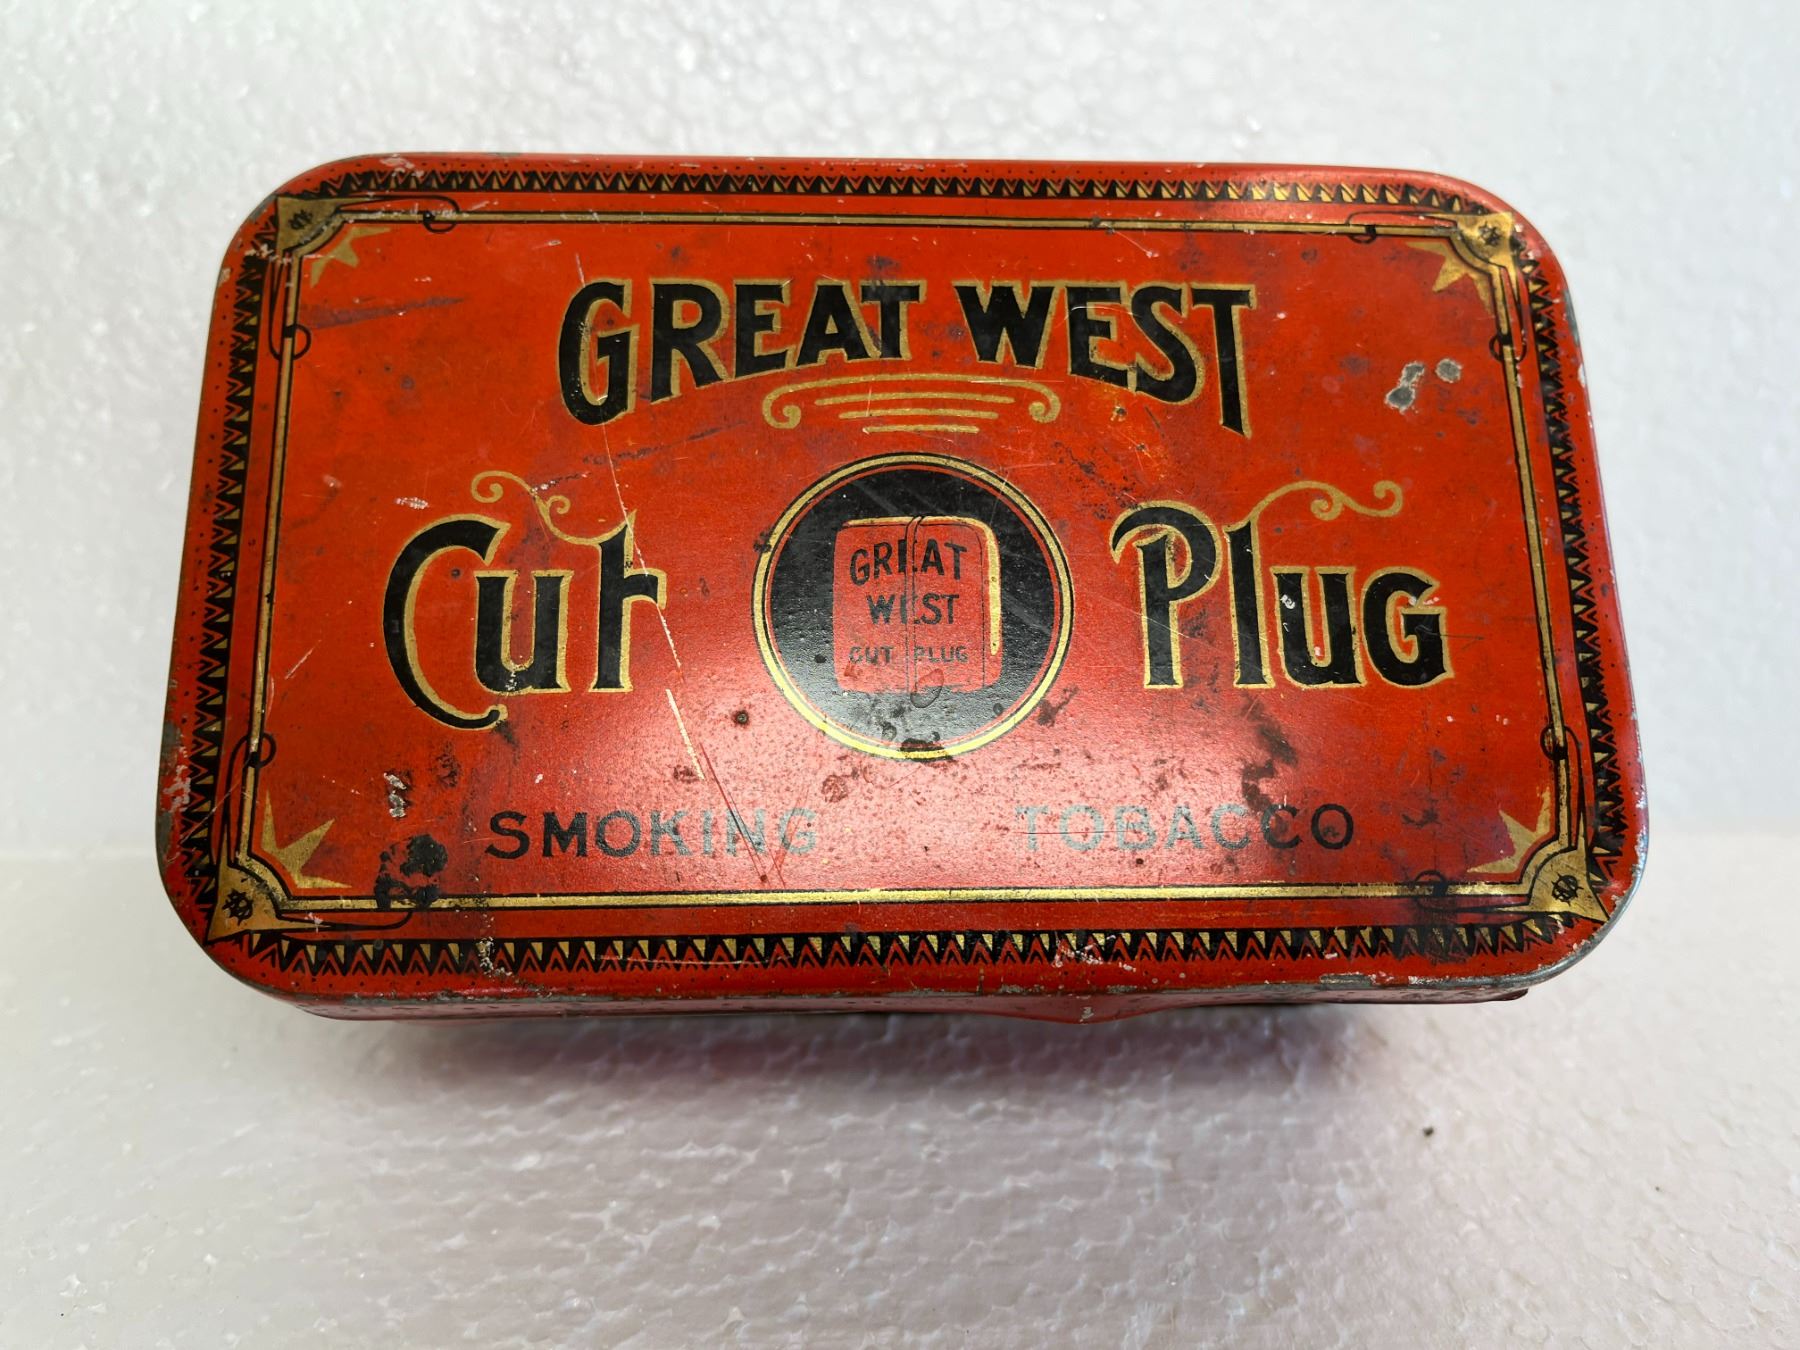 GREAT WEST
Cut Plug
GREAT
WEST
CUT PLUG
SMOKING TOBACCO